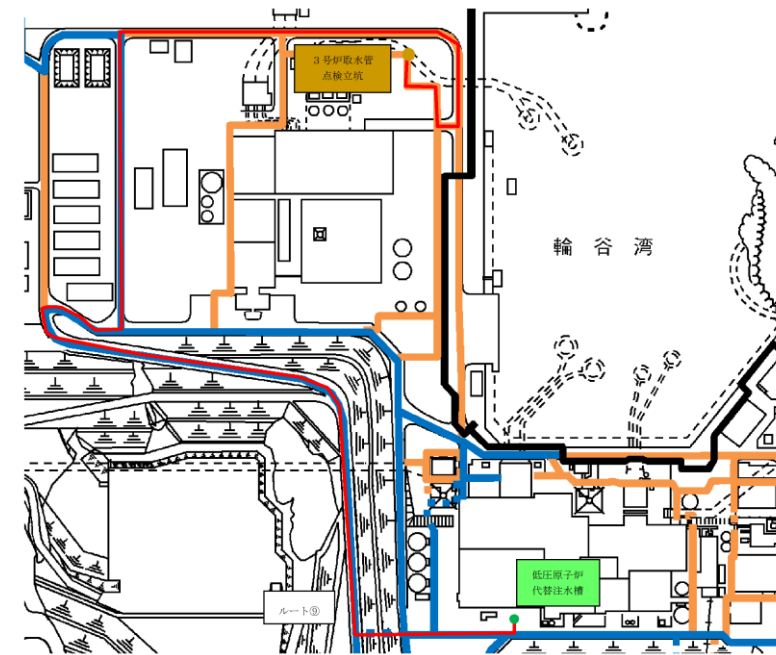 3号炉取水管
点検立坑
輪谷湾
低圧原子炉
代替注水槽
ルート⑨